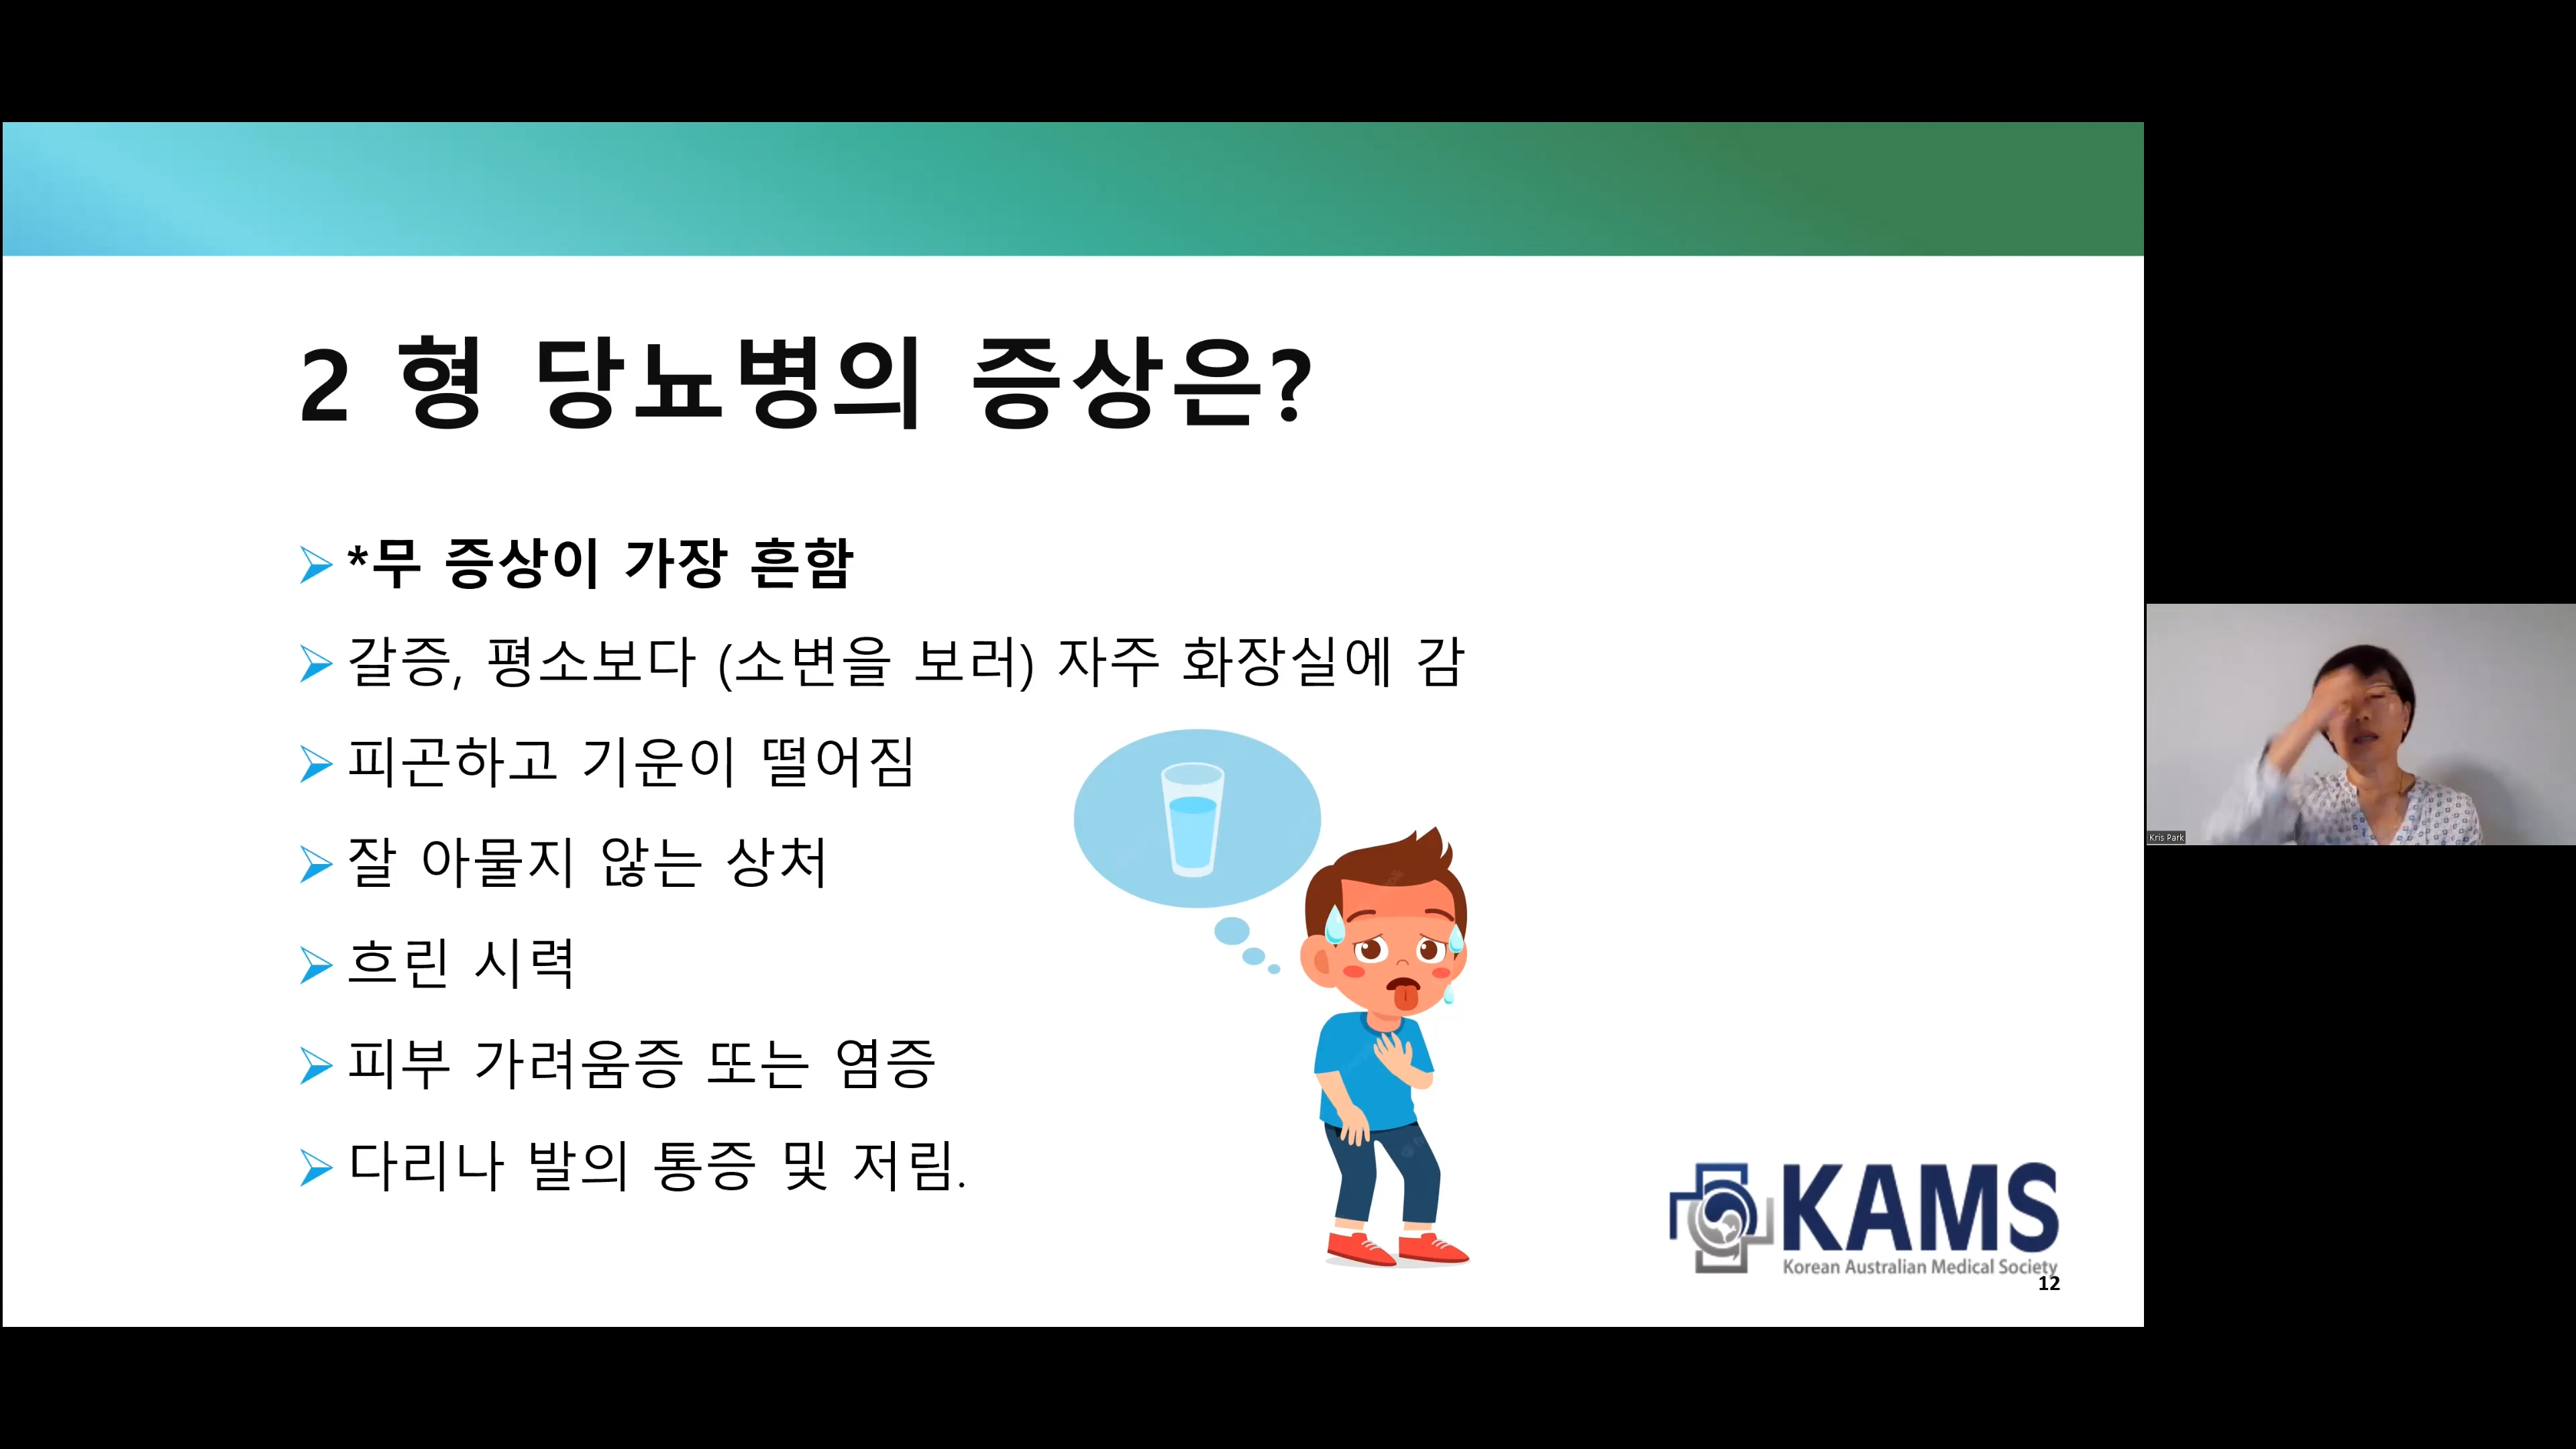 2 형 당뇨병의 증상은?
*무 증상이 가장 흔함
갈증, 평소보다 (소변을 보러) 자주 화장실에 감
피곤하고 기운이 떨어짐
잘 아물지 않는 상처
흐린 시력
피부 가려움증 또는 염증
다리나 발의 통증 및 저림.
KAMS
Korean Australian Medical Society
12
Kris Park